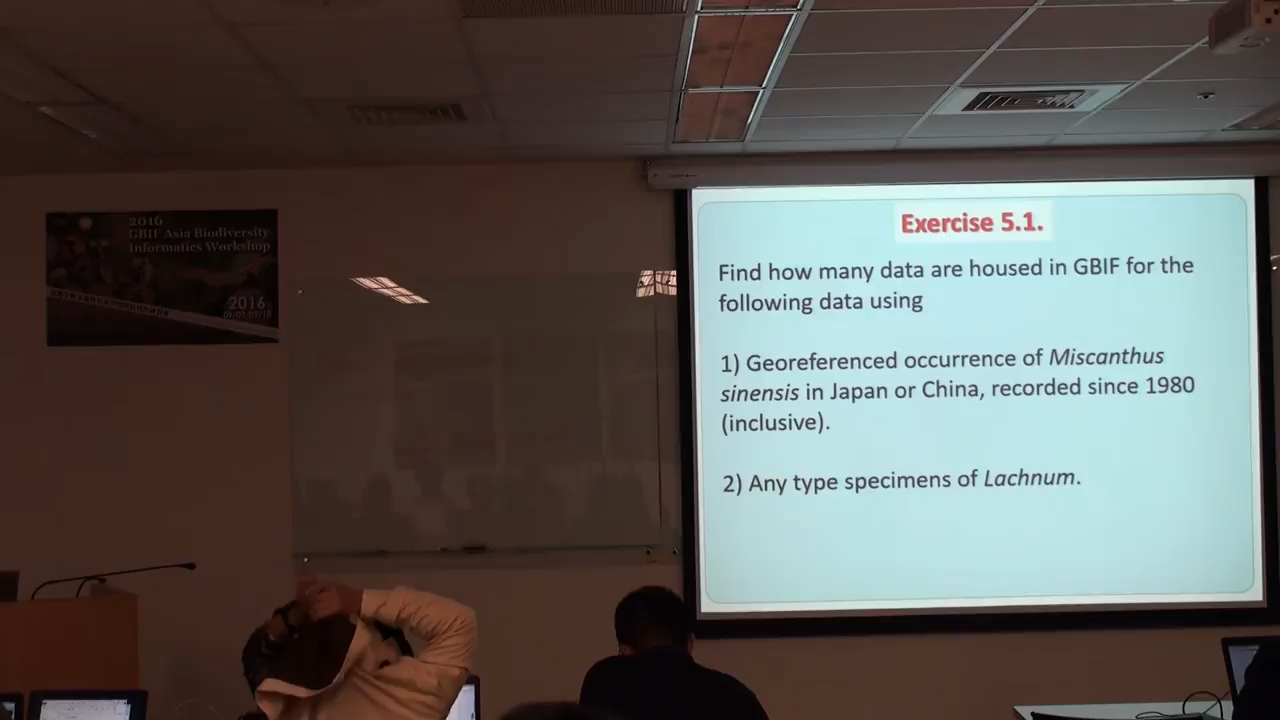 2016
GBIF Asia Biodiversity
Informatics Workshop
2016
Exercise 5.1.
Find how many data are housed in GBIF for the
following data using
1) Georeferenced occurrence of Miscanthus
sinensis in Japan or China, recorded since 1980
(inclusive).
2) Any type specimens of Lachnum.